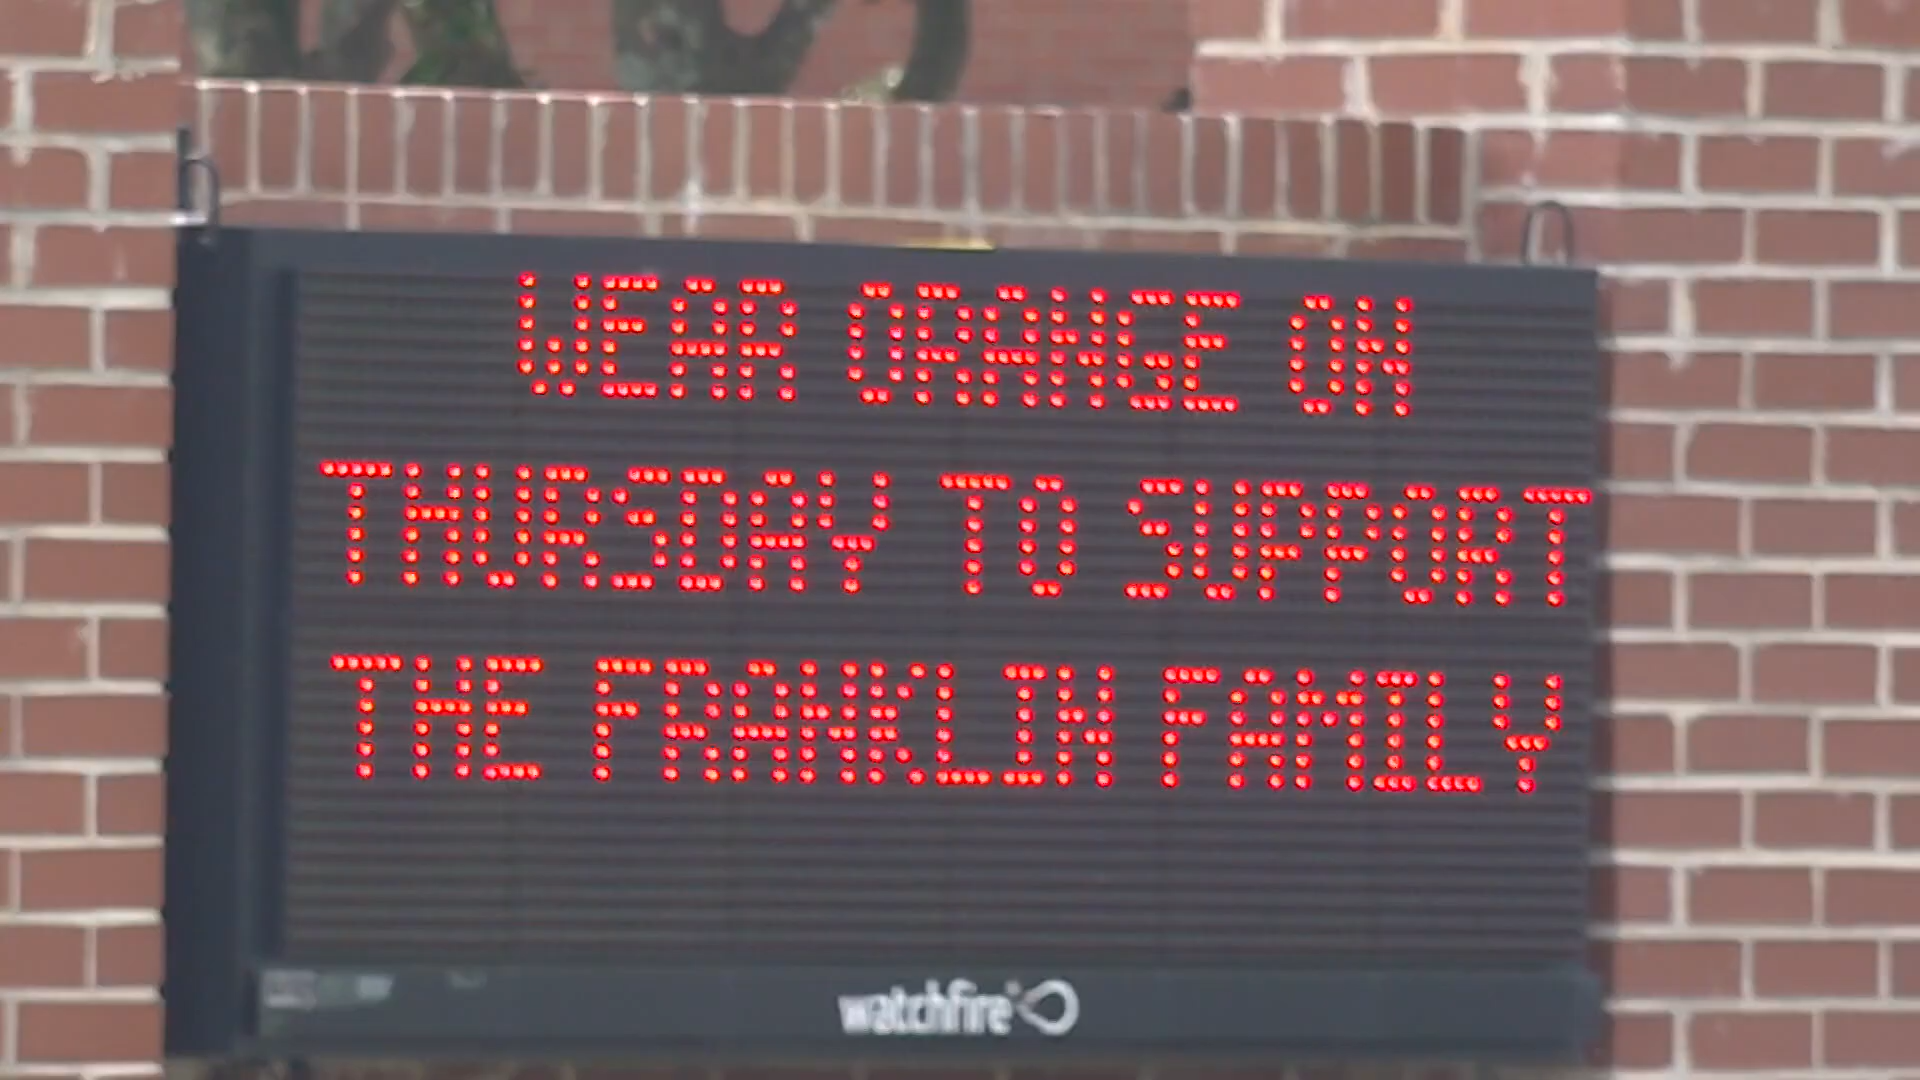 WEAR ORANGE ON
THURSDAY TO SUPPORT
THE FRANKLIN FAMILY
watchfire